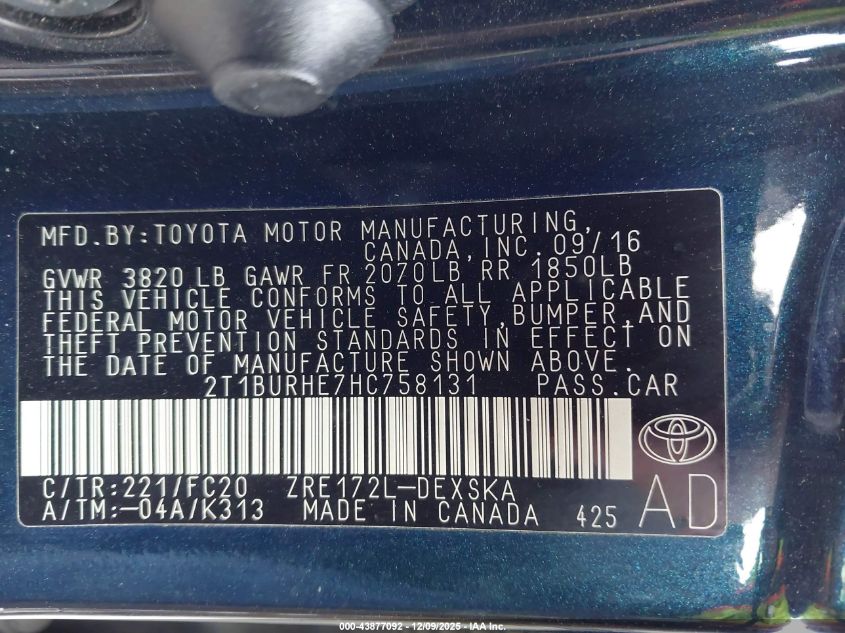 MFD.BY:TOYOTA MOTOR MANUFACTURING,
CANADA,INC. 09/16
GVWR 3820 LB GAWR FR 2070LB RR 1850LB
THIS VEHICLE CONFORMS TO ALL APPLICABLE
FEDERAL MOTOR VEHICLE SAFETY,BUMPER,AND
THEFT PREVENTION STANDARDS IN EFFECT ON
THE DATE OF MANUFACTURE SHOWN ABOVE.
2T1BURHE7HC758131 PASS.CAR
C/TR:221/FC20 ZRE172L-DEXSKA
A/TM:-04A/K313 MADE IN CANADA 425 AD
000-43877092 - 12/09/2025 - IAA Inc.